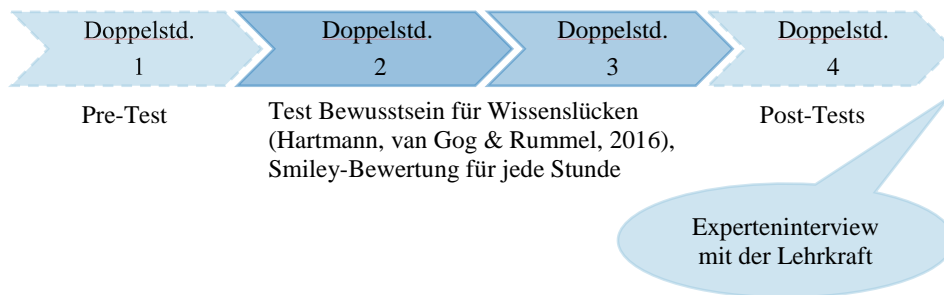 Doppelstd.
1
Doppelstd.
2
Doppelstd.
3
Doppelstd.
4
Pre-Test
Test Bewusstsein für Wissenslücken
(Hartmann, van Gog & Rummel, 2016),
Smiley-Bewertung für jede Stunde
Post-Tests
Experteninterview
mit der Lehrkraft